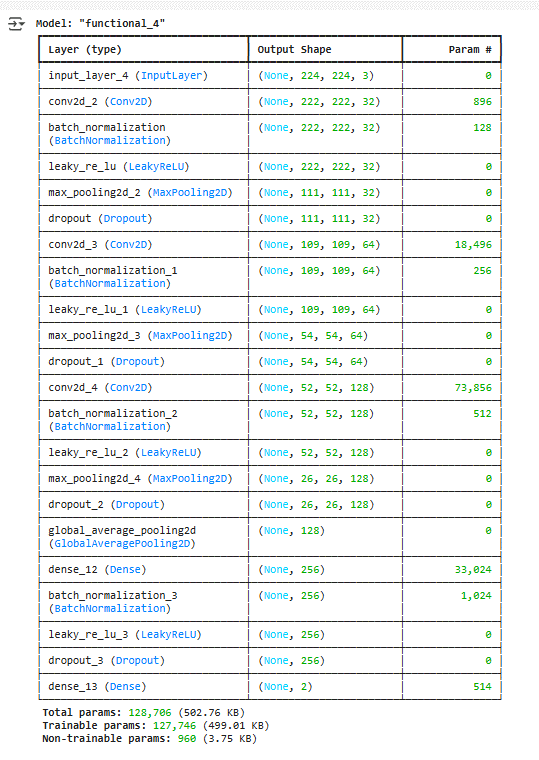 Model: "functional_4"
Layer (type) Output Shape Param #
input_layer_4 (InputLayer) (None, 224, 224, 3) 0
conv2d_2 (Conv2D) (None, 222, 222, 32) 896
batch_normalization (None, 222, 222, 32) 128
(BatchNormalization)
leaky_re_lu (LeakyReLU) (None, 222, 222, 32) 0
max_pooling2d_2 (MaxPooling2D) (None, 111, 111, 32) 0
dropout (Dropout) (None, 111, 111, 32) 0
conv2d_3 (Conv2D) (None, 109, 109, 64) 18,496
batch_normalization_1 (None, 109, 109, 64) 256
(BatchNormalization)
leaky_re_lu_1 (LeakyReLU) (None, 109, 109, 64) 0
max_pooling2d_3 (MaxPooling2D) (None, 54, 54, 64) 0
dropout_1 (Dropout) (None, 54, 54, 64) 0
conv2d_4 (Conv2D) (None, 52, 52, 128) 73,856
batch_normalization_2 (None, 52, 52, 128) 512
(BatchNormalization)
leaky_re_lu_2 (LeakyReLU) (None, 52, 52, 128) 0
max_pooling2d_4 (MaxPooling2D) (None, 26, 26, 128) 0
dropout_2 (Dropout) (None, 26, 26, 128) 0
global_average_pooling2d (None, 128) 0
(GlobalAveragePooling2D)
dense_12 (Dense) (None, 256) 33,024
batch_normalization_3 (None, 256) 1,024
(BatchNormalization)
leaky_re_lu_3 (LeakyReLU) (None, 256) 0
dropout_3 (Dropout) (None, 256) 0
dense_13 (Dense) (None, 2) 514
Total params: 128,706 (502.76 KB)
Trainable params: 127,746 (499.01 KB)
Non-trainable params: 960 (3.75 KB)